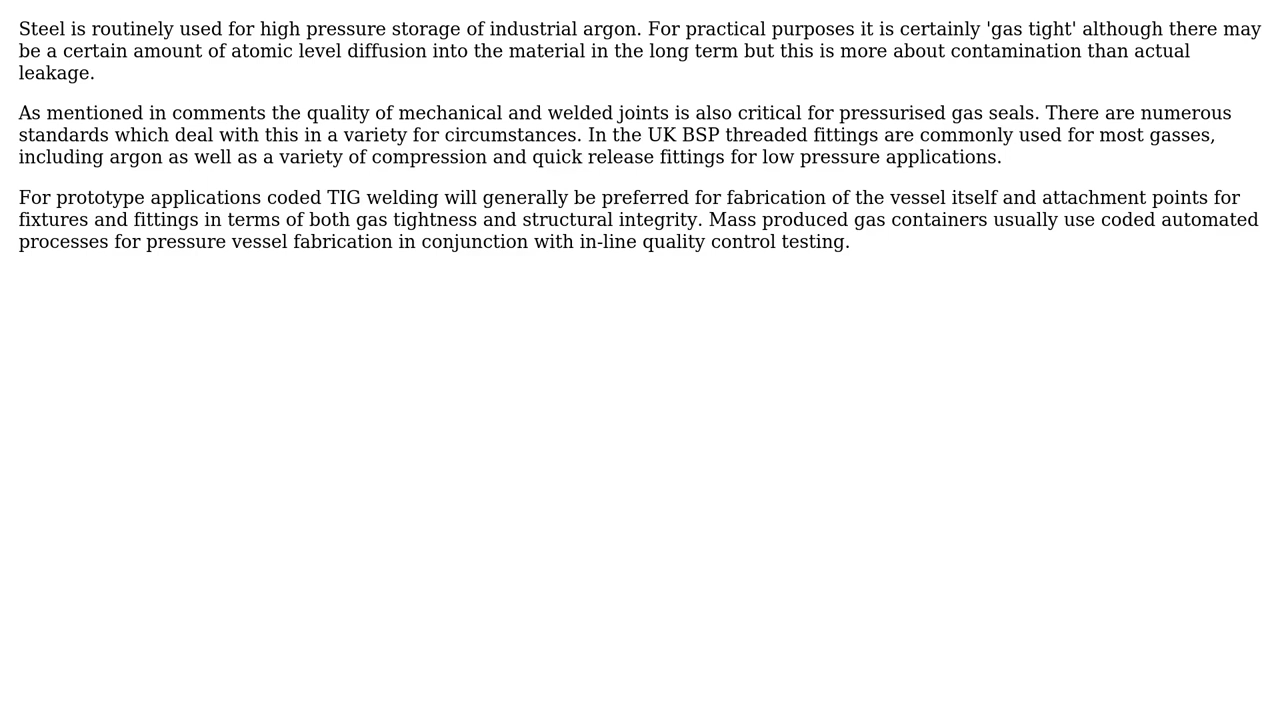 Steel is routinely used for high pressure storage of industrial argon. For practical purposes it is certainly 'gas tight' although there may
be a certain amount of atomic level diffusion into the material in the long term but this is more about contamination than actual
leakage.
As mentioned in comments the quality of mechanical and welded joints is also critical for pressurised gas seals. There are numerous
standards which deal with this in a variety for circumstances. In the UK BSP threaded fittings are commonly used for most gasses,
including argon as well as a variety of compression and quick release fittings for low pressure applications.
For prototype applications coded TIG welding will generally be preferred for fabrication of the vessel itself and attachment points for
fixtures and fittings in terms of both gas tightness and structural integrity. Mass produced gas containers usually use coded automated
processes for pressure vessel fabrication in conjunction with in-line quality control testing.